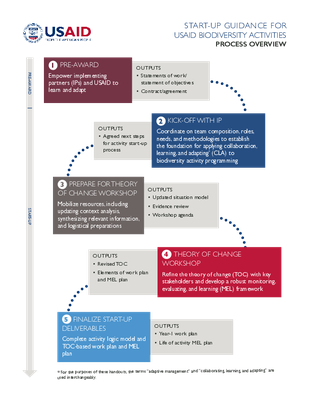 USAID
FROM THE AMERICAN PEOPLE
START-UP GUIDANCE FOR
USAID BIODIVERSITY ACTIVITIES
PROCESS OVERVIEW
PRE-AWARD
1 PRE-AWARD
Empower implementing
partners (IPs) and USAID to
learn and adapt
OUTPUTS
• Statements of work/
statement of objectives
• Contract/agreement
START-UP
2 KICK-OFF WITH IP
Coordinate on team composition, roles,
needs, and methodologies to establish
the foundation for applying collaboration,
learning, and adapting* (CLA) to
biodiversity activity programming
OUTPUTS
• Agreed next steps
for activity start-up
process
3 PREPARE FOR THEORY
OF CHANGE WORKSHOP
Mobilize resources, including
updating context analysis,
synthesizing relevant information,
and logistical preparations
OUTPUTS
• Updated situation model
• Evidence review
• Workshop agenda
4 THEORY OF CHANGE
WORKSHOP
Refine the theory of change (TOC) with key
stakeholders and develop a robust monitoring,
evaluating, and learning (MEL) framework
OUTPUTS
• Revised TOC
• Elements of work plan
and MEL plan
5 FINALIZE START-UP
DELIVERABLES
Complete activity logic model and
TOC-based work plan and MEL
plan
OUTPUTS
• Year-1 work plan
• Life of activity MEL plan
*For the purposes of these handouts, the terms "adaptive management" and "collaborating, learning, and adapting" are
used interchangeably